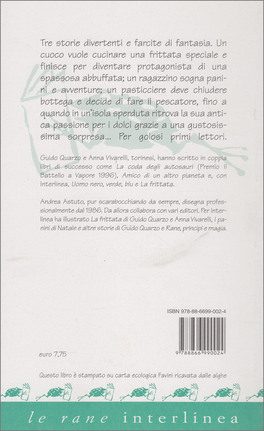 Tre storie divertenti e farcite di fantasia. Un
cuoco vuole cucinare una frittata speciale e
finisce per diventare protagonista di una
spassosa abbuffata; un ragazzino sogna pani-
ni e avventure; un pasticciere deve chiudere
bottega e decide di fare il pescatore, fino a
quando in un'isola sperduta ritrova la sua anti-
ca passione per i dolci grazie a una gustosis-
sima sorpresa... Per golosi primi lettori.
Guido Quarzo e Anna Vivarelli, torinesi, hanno scritto in coppia
libri di successo come La coda degli autosauri (Premio Il
Battello a Vapore 1996), Amico di un altro pianeta e, con
Interlinea, Uomo nero, verde, blu e La frittata.
Andrea Astuto, pur scarabocchiando da sempre, disegna profes-
sionalmente dal 1986. Da allora collabora con vari editori. Per Inter-
linea ha illustrato La frittata di Guido Quarzo e Anna Vivarelli, I pa-
nini di Natale e altre storie di Guido Quarzo e Rane, principi e magia.
ISBN 978-88-6699-002-4
9 788866 990024
euro 7,75
Questo libro è stampato su carta ecologica Favini ricavata dalle alghe
le rane interlinea